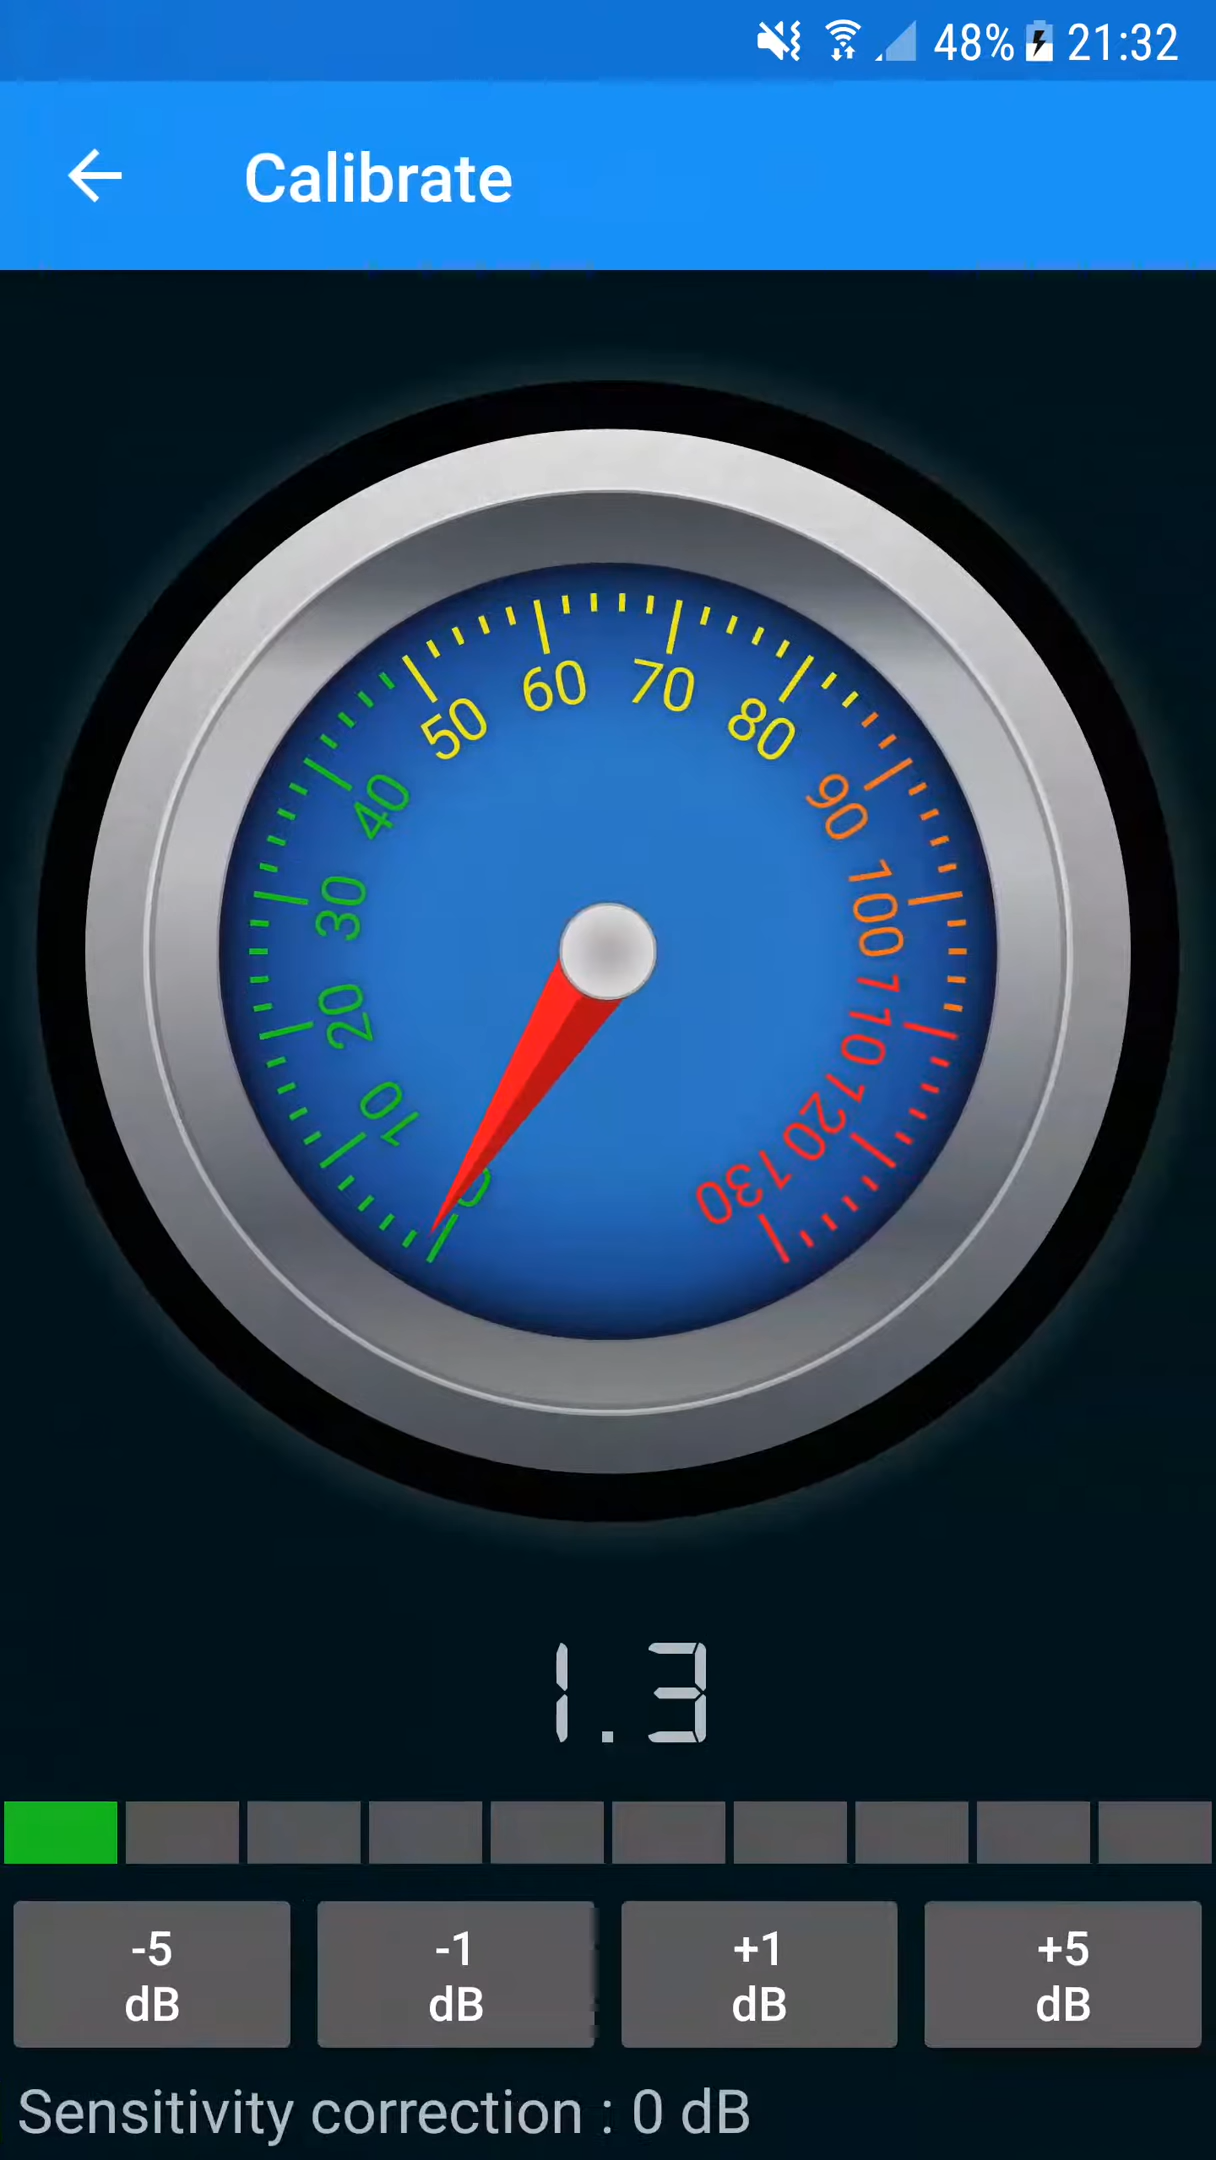 48% 21:32
Calibrate
0
10
20
30
40
50
60
70
80
90
100
110
120
130
1.3
-5 dB
-1 dB
+1 dB
+5 dB
Sensitivity correction : 0 dB